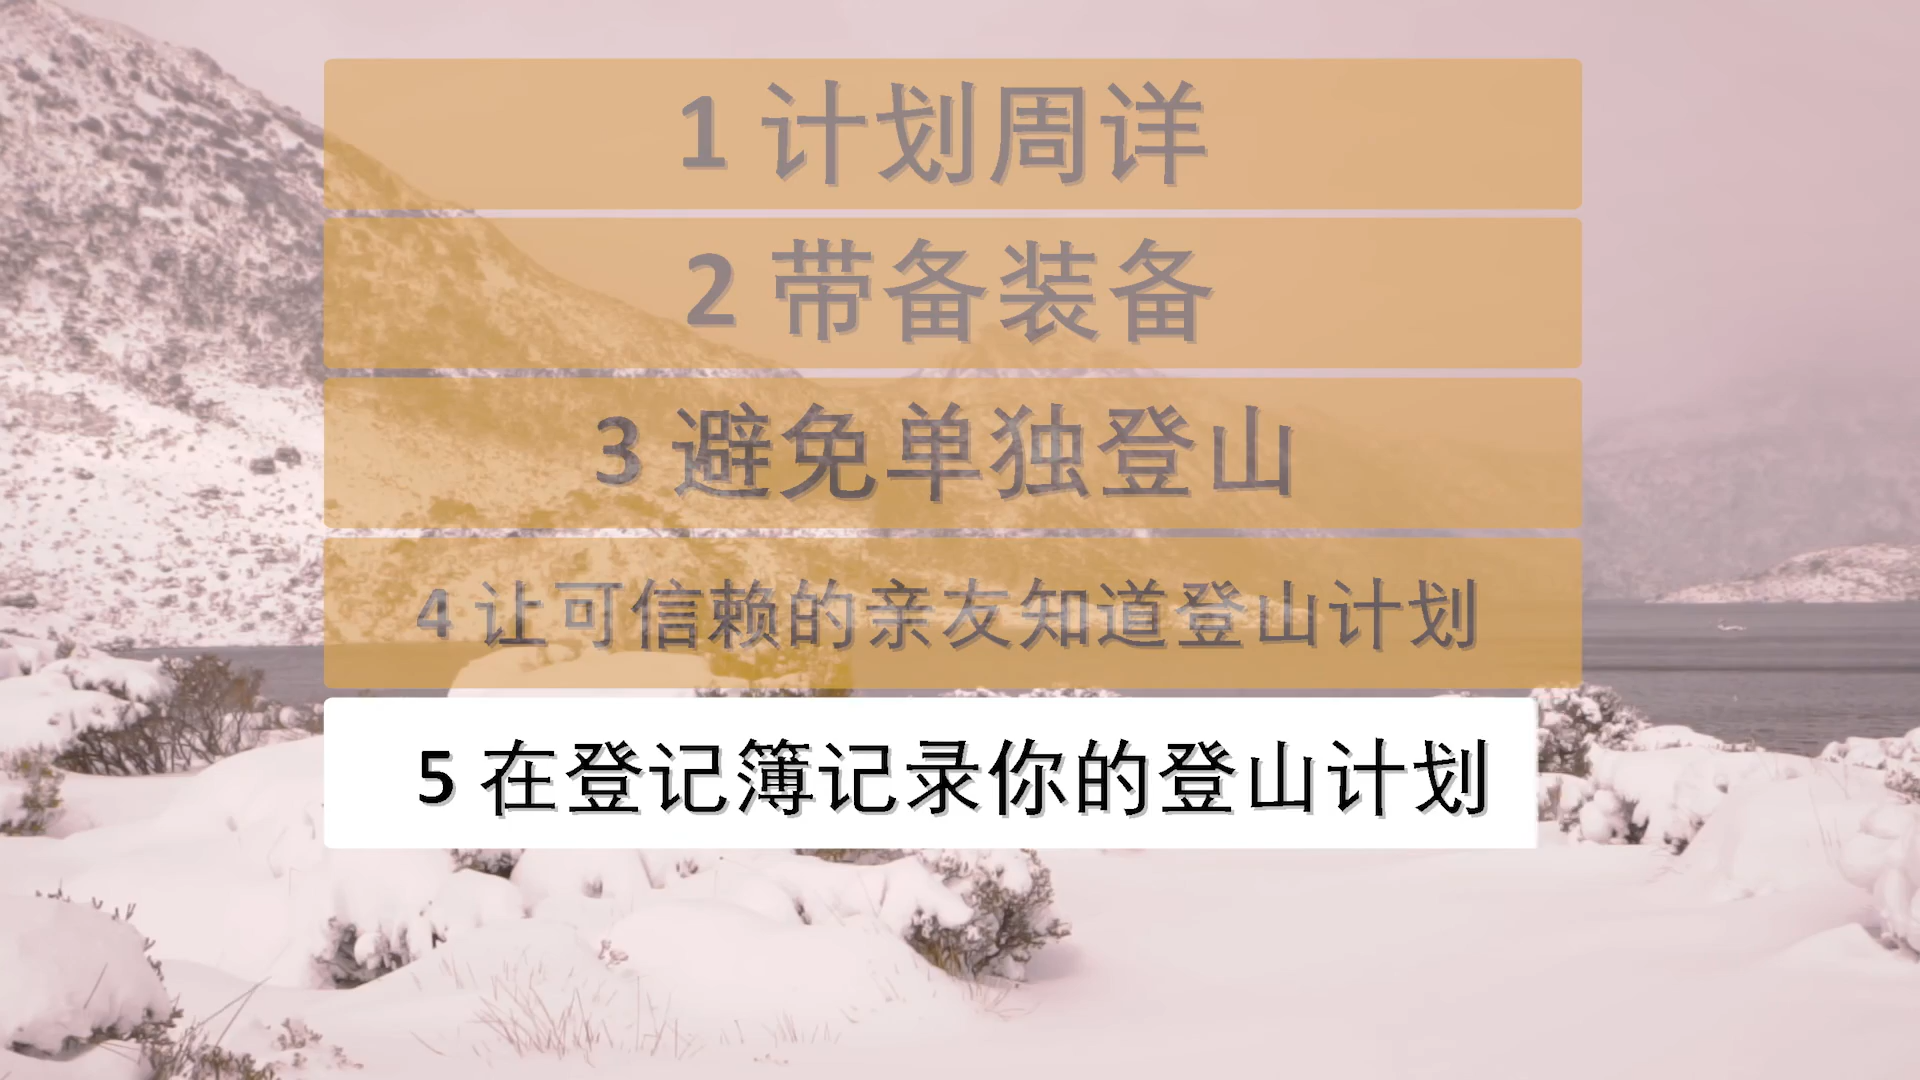 1 计划周详
2 带备装备
3 避免单独登山
4 让可信赖的亲友知道登山计划
5 在登记簿记录你的登山计划